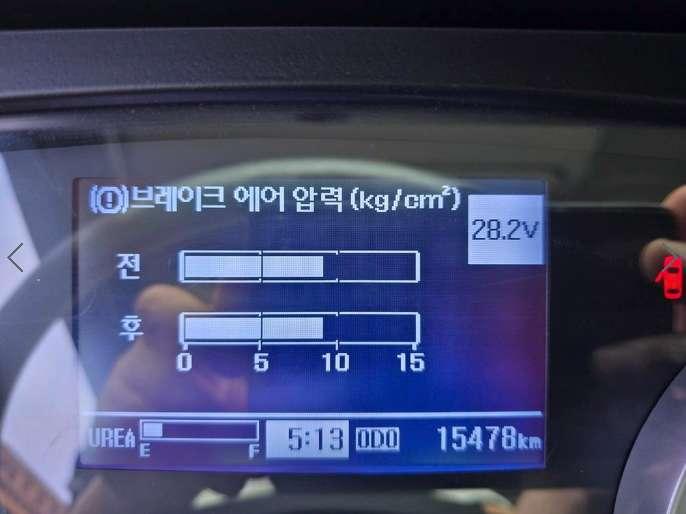 브레이크 에어 압력 (kg/cm²)
28.2V
전
후
0 5 10 15
UREA E F 5:13 ODO 15478km